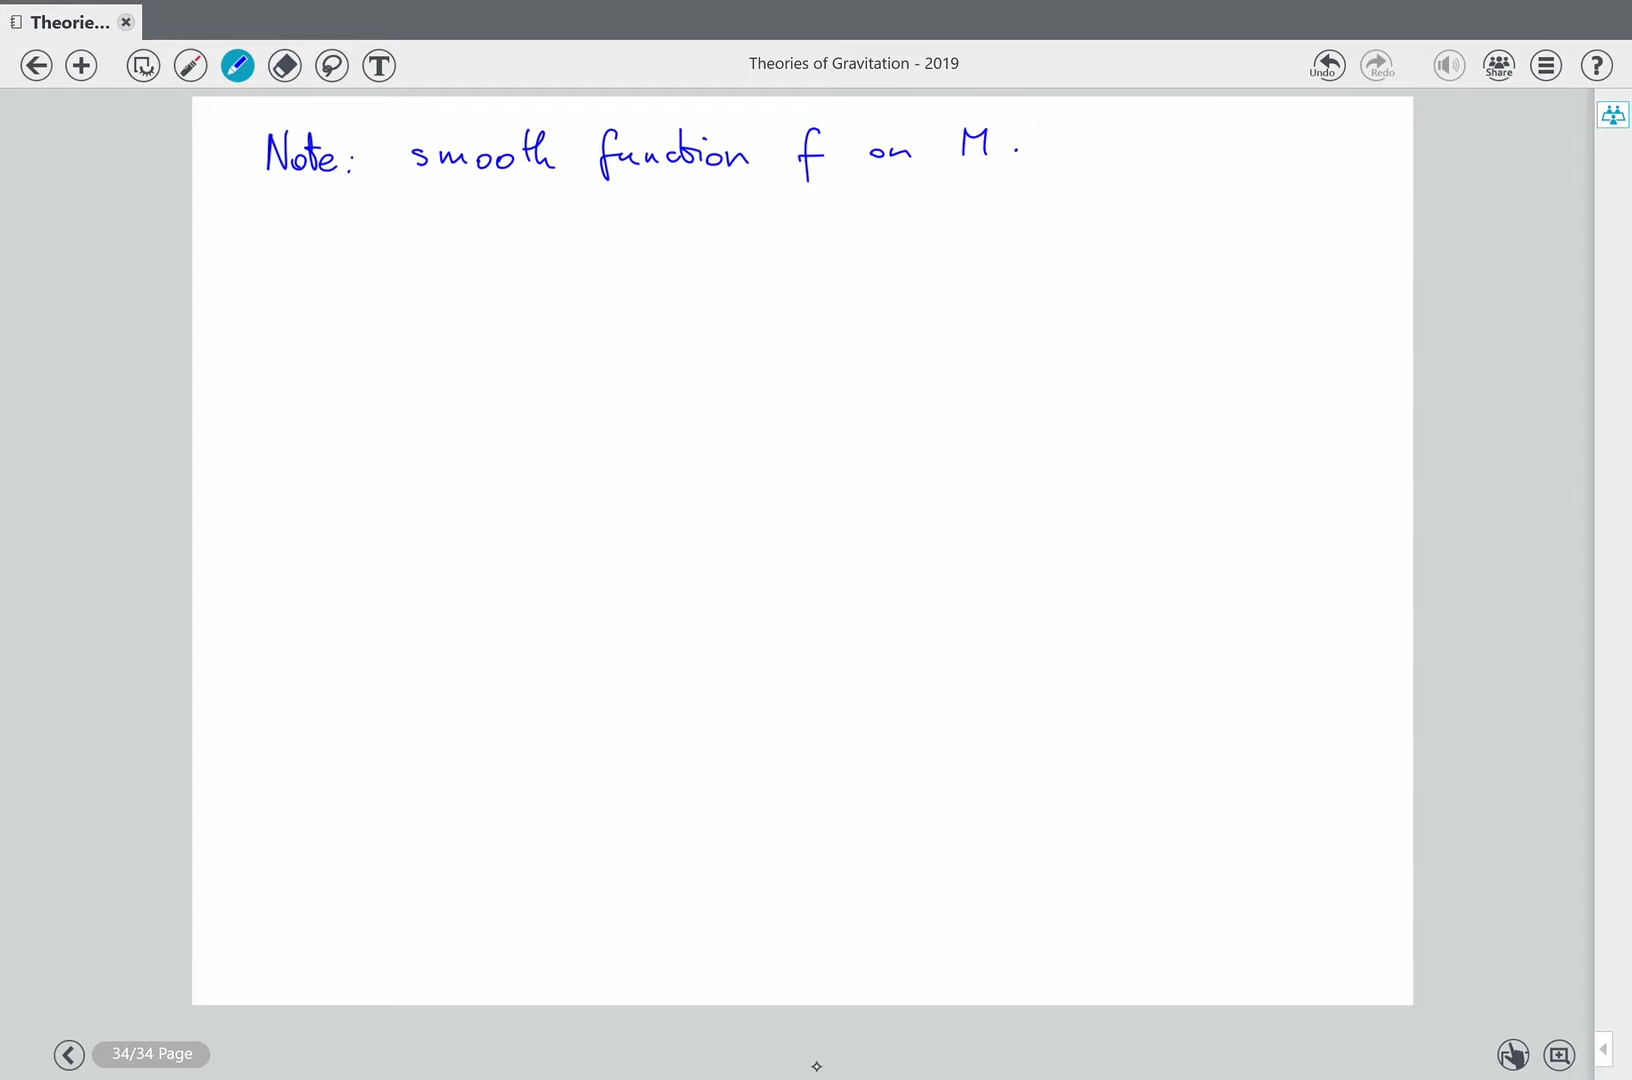 Theorie...
Theories of Gravitation - 2019
Undo
Redo
Share
T
?
Note: smooth function f on M.
34/34 Page